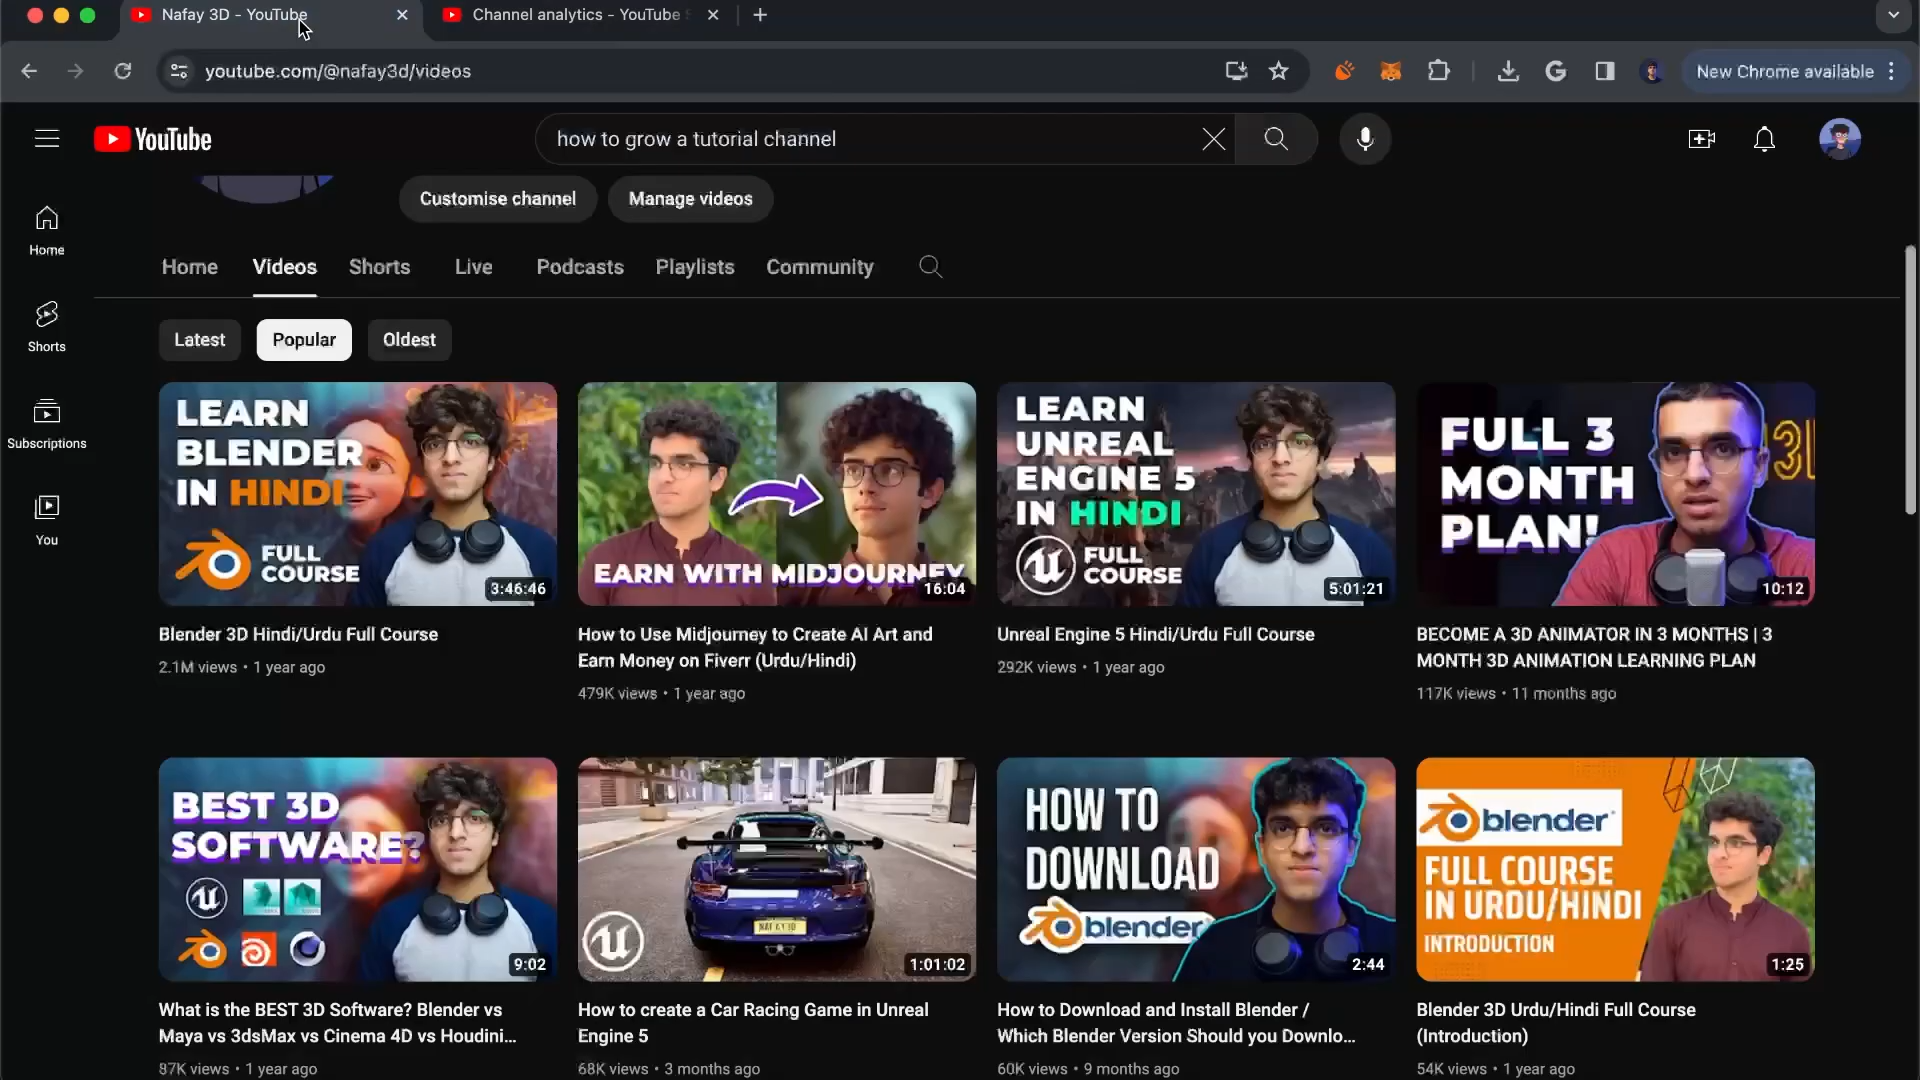 Nafay 3D - YouTube
Channel analytics - YouTube
youtube.com/@nafay3d/videos
New Chrome available
YouTube
how to grow a tutorial channel
Customise channel
Manage videos
Home
Videos
Shorts
Live
Podcasts
Playlists
Community
Latest
Popular
Oldest
Home
Shorts
Subscriptions
You
LEARN
BLENDER
IN HINDI
FULL
COURSE
3:46:46
EARN WITH MIDJOURNEY
16:04
LEARN
UNREAL
ENGINE 5
IN HINDI
FULL
COURSE
5:01:21
FULL 3
MONTH
PLAN!
3D
10:12
Blender 3D Hindi/Urdu Full Course
2.1M views • 1 year ago
How to Use Midjourney to Create AI Art and
Earn Money on Fiverr (Urdu/Hindi)
479K views • 1 year ago
Unreal Engine 5 Hindi/Urdu Full Course
292K views • 1 year ago
BECOME A 3D ANIMATOR IN 3 MONTHS | 3
MONTH 3D ANIMATION LEARNING PLAN
117K views • 11 months ago
BEST 3D
SOFTWARE?
9:02
NAFAY3D
1:01:02
HOW TO
DOWNLOAD
blender
2:44
blender
FULL COURSE
IN URDU/HINDI
INTRODUCTION
1:25
What is the BEST 3D Software? Blender vs
Maya vs 3dsMax vs Cinema 4D vs Houdini...
87K views • 1 year ago
How to create a Car Racing Game in Unreal
Engine 5
68K views • 3 months ago
How to Download and Install Blender /
Which Blender Version Should you Downlo...
60K views • 9 months ago
Blender 3D Urdu/Hindi Full Course
(Introduction)
54K views • 1 year ago